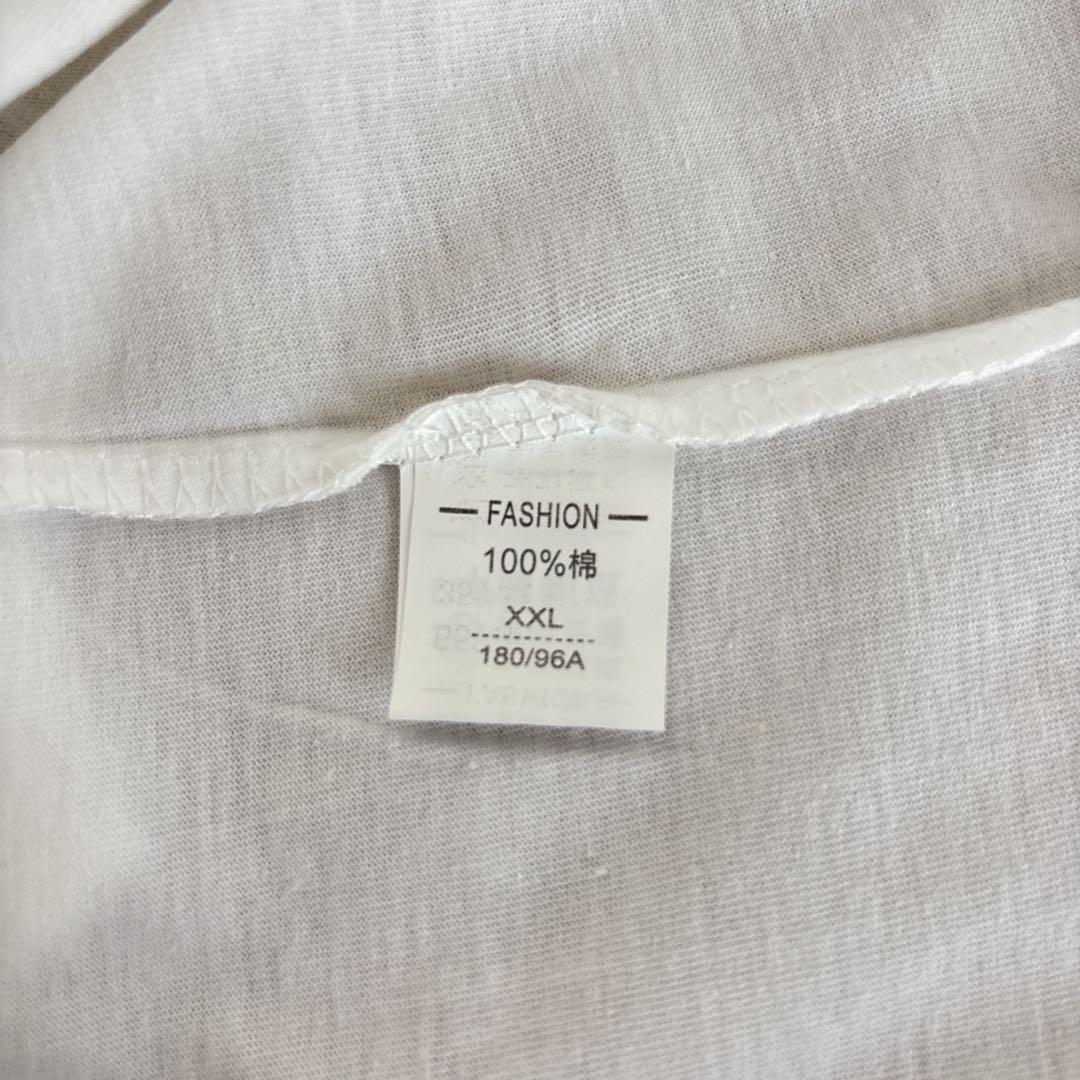 — FASHION —
100%棉
XXL
180/96A